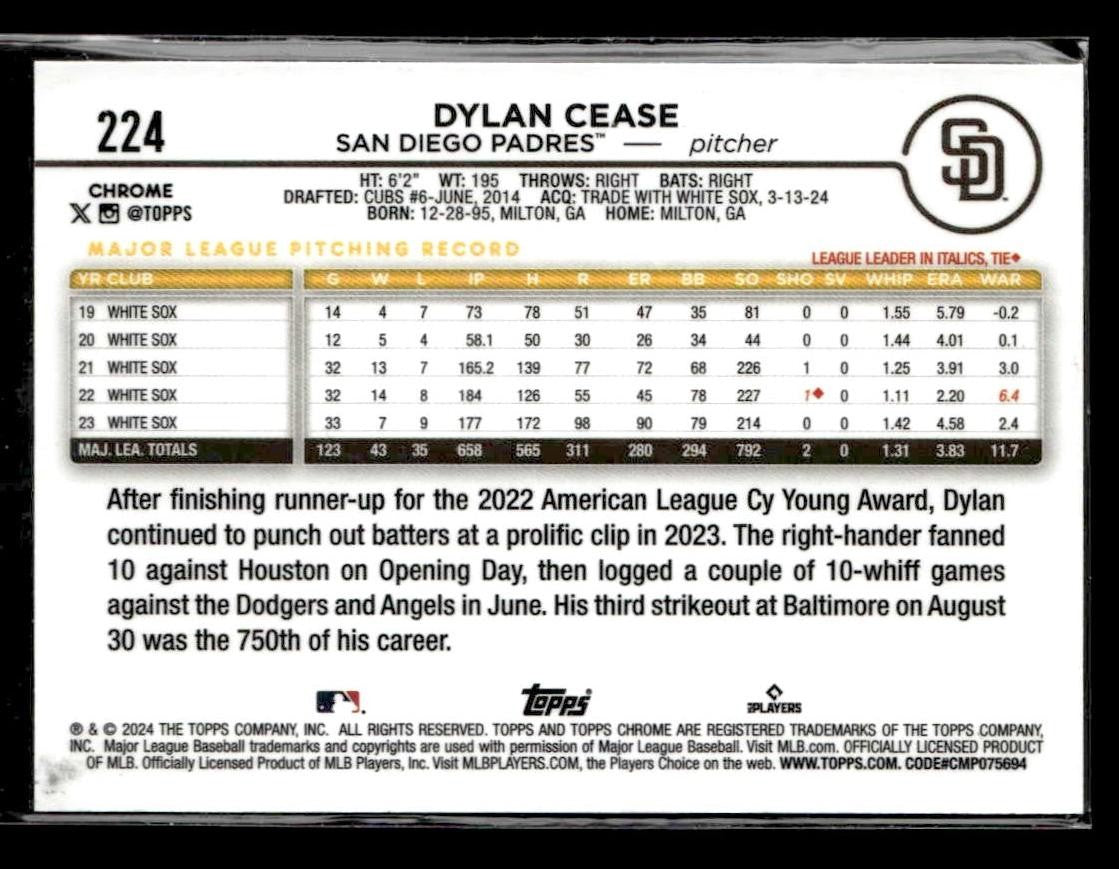 224
DYLAN CEASE
SAN DIEGO PADRES™ — pitcher
SD
CHROME
X @TOPPS
HT: 6'2" WT: 195 THROWS: RIGHT BATS: RIGHT
DRAFTED: CUBS #6-JUNE, 2014 ACQ: TRADE WITH WHITE SOX, 3-13-24
BORN: 12-28-95, MILTON, GA HOME: MILTON, GA
MAJOR LEAGUE PITCHING RECORD
LEAGUE LEADER IN ITALICS, TIE◆
YR CLUB G W L IP H R ER BB SO SHO SV WHIP ERA WAR
19 WHITE SOX 14 4 7 73 78 51 47 35 81 0 0 1.55 5.79 -0.2
20 WHITE SOX 12 5 4 58.1 50 30 26 34 44 0 0 1.44 4.01 0.1
21 WHITE SOX 32 13 7 165.2 139 77 72 68 226 1 0 1.25 3.91 3.0
22 WHITE SOX 32 14 8 184 126 55 45 78 227 1◆ 0 1.11 2.20 6.4
23 WHITE SOX 33 7 9 177 172 98 90 79 214 0 0 1.42 4.58 2.4
MAJ. LEA. TOTALS 123 43 35 658 565 311 280 294 792 2 0 1.31 3.83 11.7
After finishing runner-up for the 2022 American League Cy Young Award, Dylan
continued to punch out batters at a prolific clip in 2023. The right-hander fanned
10 against Houston on Opening Day, then logged a couple of 10-whiff games
against the Dodgers and Angels in June. His third strikeout at Baltimore on August
30 was the 750th of his career.
topps®
PLAYERS
® & © 2024 THE TOPPS COMPANY, INC. ALL RIGHTS RESERVED. TOPPS AND TOPPS CHROME ARE REGISTERED TRADEMARKS OF THE TOPPS COMPANY,
INC. Major League Baseball trademarks and copyrights are used with permission of Major League Baseball. Visit MLB.com. OFFICIALLY LICENSED PRODUCT
OF MLB. Officially Licensed Product of MLB Players, Inc. Visit MLBPLAYERS.COM, the Players Choice on the web. WWW.TOPPS.COM. CODE#CMP075694